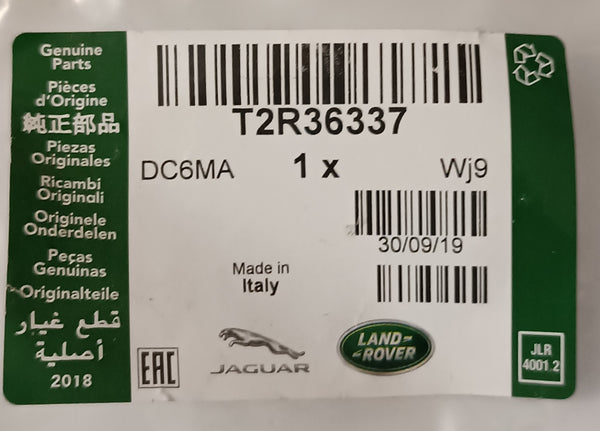 Genuine
Parts
Pièces
d'Origine
純正部品
Piezas
Originales
Ricambi
Originali
Originele
Onderdelen
Peças
Genuinas
Originalteile
قطع غيار
أصلية
2018
T2R36337
DC6MA 1 x Wj9
30/09/19
Made in
Italy
EAC
JAGUAR
LAND-
-ROVER
JLR
4001.2